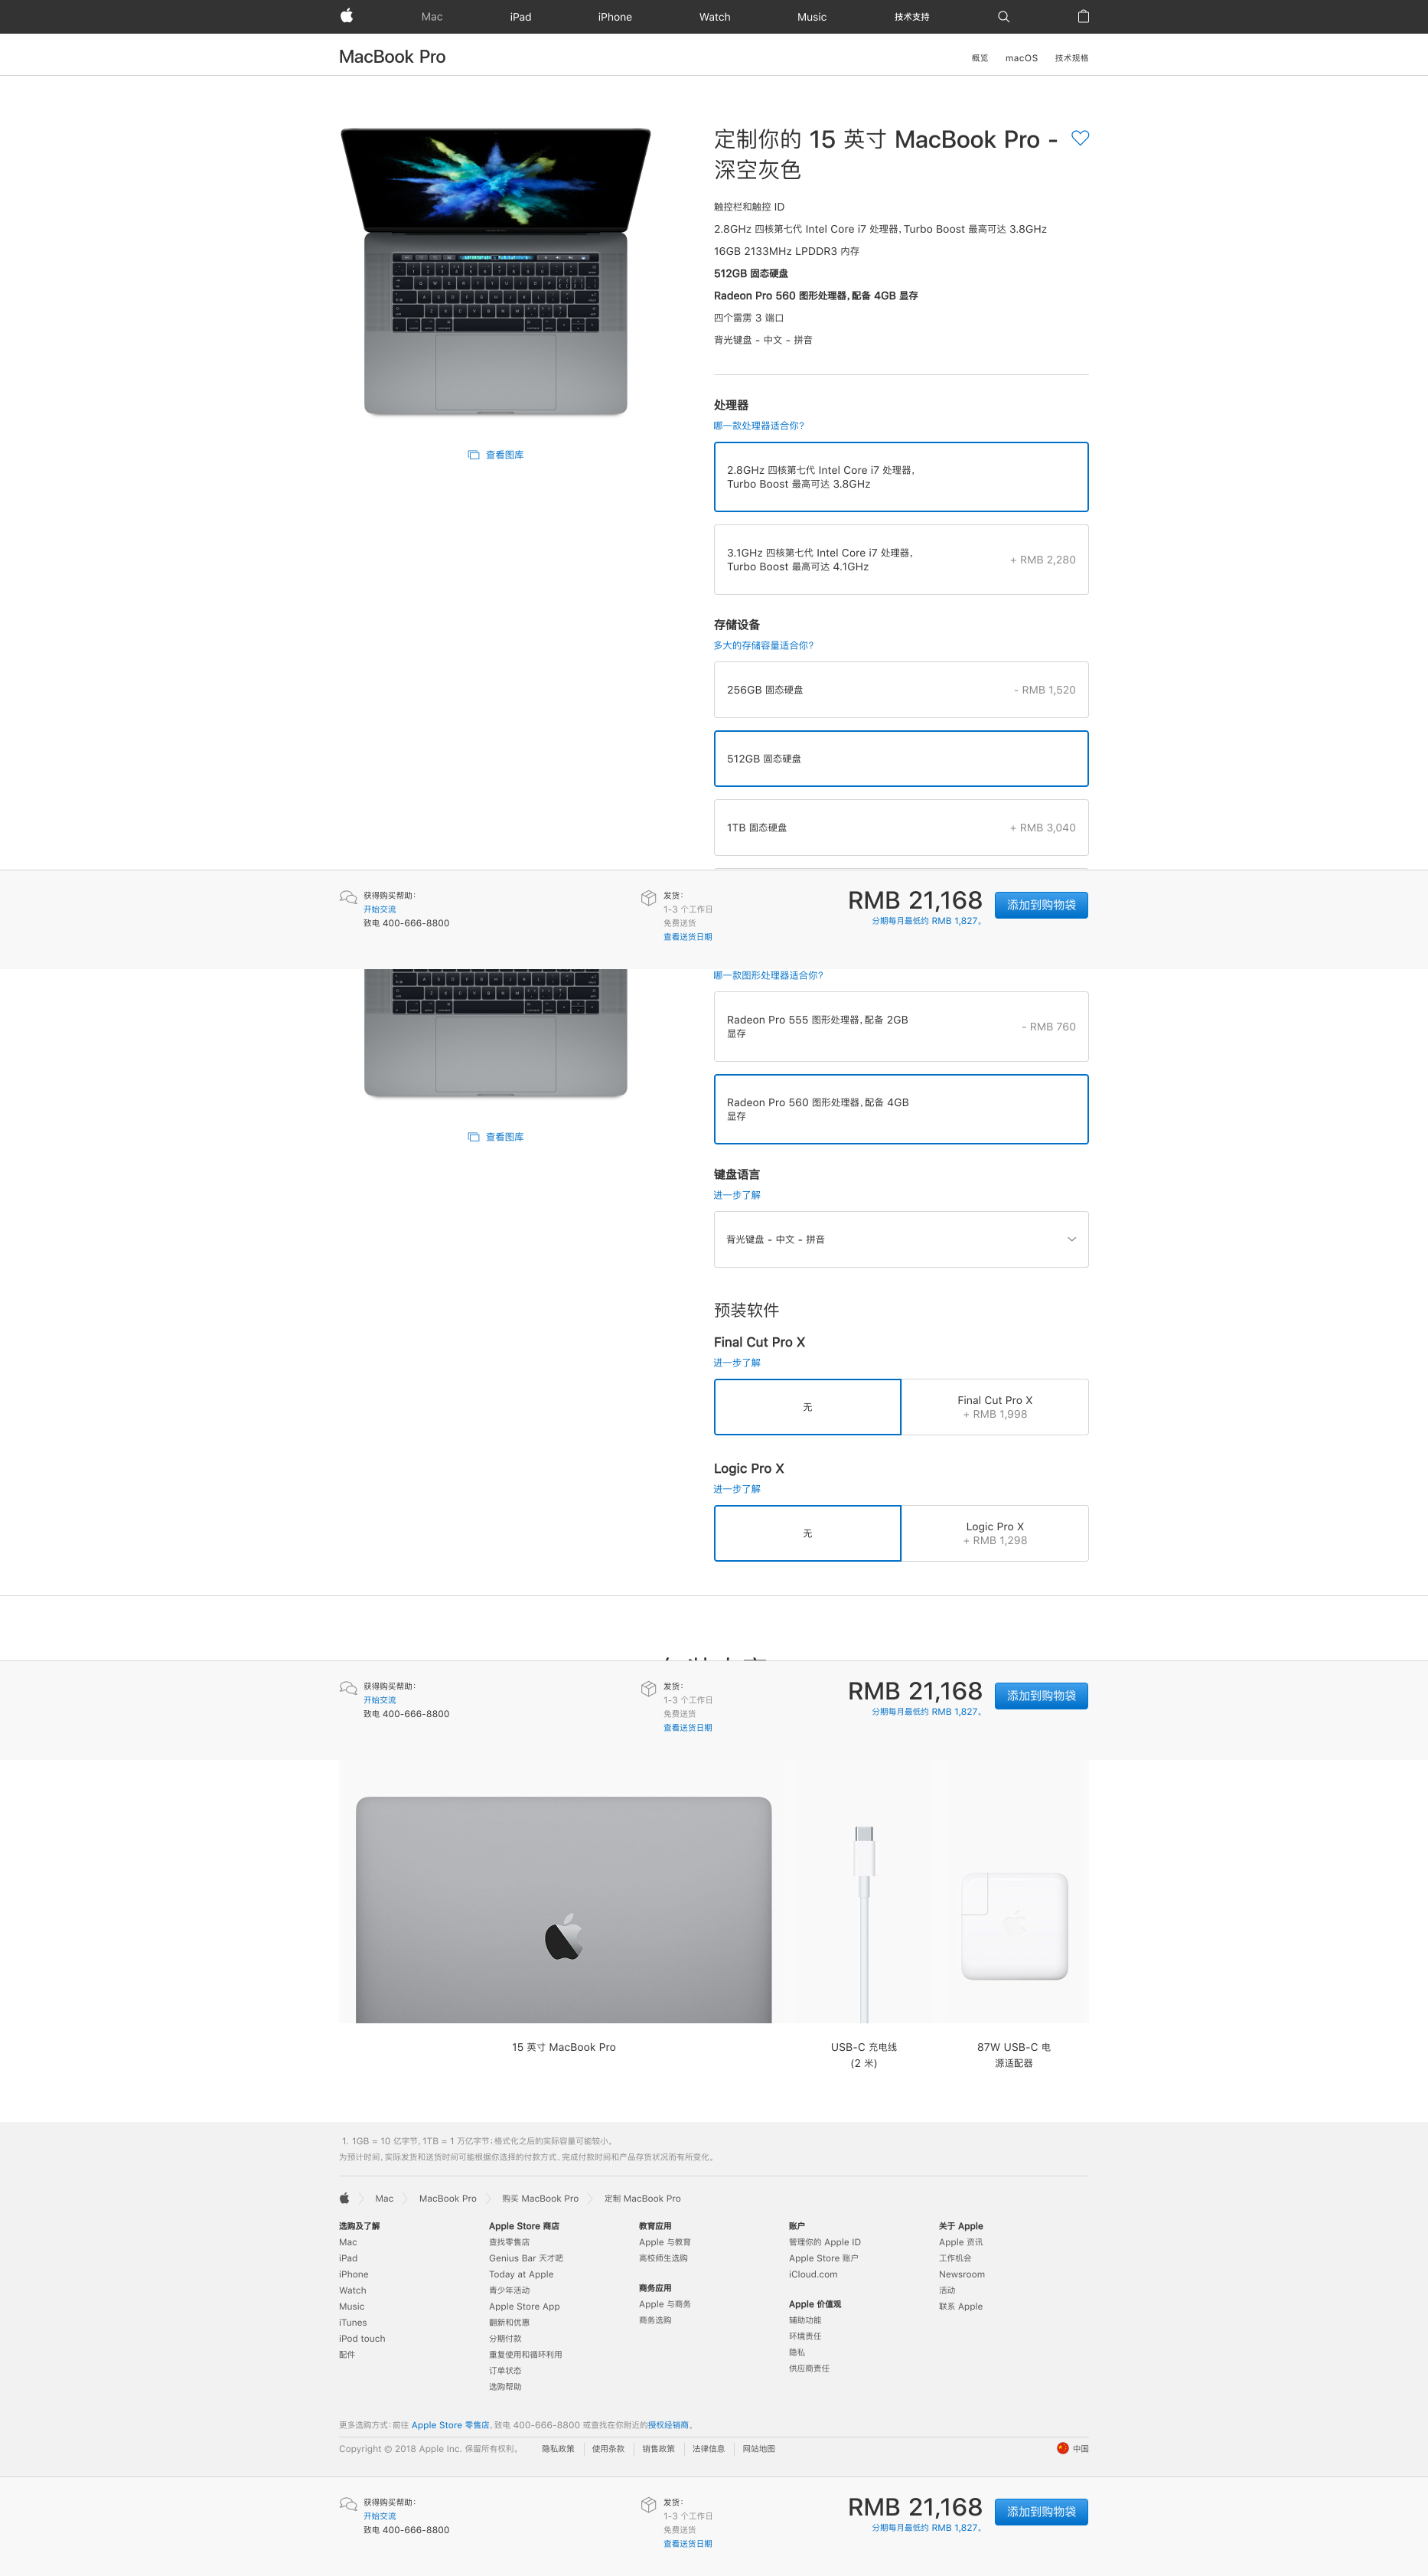 Mac
iPad
iPhone
Watch
Music
技术支持
MacBook Pro
概览
macOS
技术规格
定制你的 15 英寸 MacBook Pro -
深空灰色
触控栏和触控 ID
2.8GHz 四核第七代 Intel Core i7 处理器, Turbo Boost 最高可达 3.8GHz
16GB 2133MHz LPDDR3 内存
512GB 固态硬盘
Radeon Pro 560 图形处理器, 配备 4GB 显存
四个雷雳 3 端口
背光键盘 - 中文 - 拼音
查看图库
处理器
哪一款处理器适合你?
2.8GHz 四核第七代 Intel Core i7 处理器,
Turbo Boost 最高可达 3.8GHz
3.1GHz 四核第七代 Intel Core i7 处理器,
Turbo Boost 最高可达 4.1GHz
+ RMB 2,280
存储设备
多大的存储容量适合你?
256GB 固态硬盘
- RMB 1,520
512GB 固态硬盘
1TB 固态硬盘
+ RMB 3,040
获得购买帮助:
开始交流
致电 400-666-8800
发货:
1-3 个工作日
免费送货
查看送货日期
RMB 21,168
分期每月最低约 RMB 1,827。
添加到购物袋
哪一款图形处理器适合你?
Radeon Pro 555 图形处理器, 配备 2GB
显存
- RMB 760
Radeon Pro 560 图形处理器, 配备 4GB
显存
查看图库
键盘语言
进一步了解
背光键盘 - 中文 - 拼音
预装软件
Final Cut Pro X
进一步了解
无
Final Cut Pro X
+ RMB 1,998
Logic Pro X
进一步了解
无
Logic Pro X
+ RMB 1,298
获得购买帮助:
开始交流
致电 400-666-8800
发货:
1-3 个工作日
免费送货
查看送货日期
RMB 21,168
分期每月最低约 RMB 1,827。
添加到购物袋
15 英寸 MacBook Pro
USB-C 充电线
(2 米)
87W USB-C 电
源适配器
1. 1GB = 10 亿字节, 1TB = 1 万亿字节; 格式化之后的实际容量可能较小。
为预计时间, 实际发货和送货时间可能根据你选择的付款方式、完成付款时间和产品存货状况而有所变化。
Mac
MacBook Pro
购买 MacBook Pro
定制 MacBook Pro
选购及了解
Mac
iPad
iPhone
Watch
Music
iTunes
iPod touch
配件
Apple Store 商店
查找零售店
Genius Bar 天才吧
Today at Apple
青少年活动
Apple Store App
翻新和优惠
分期付款
重复使用和循环利用
订单状态
选购帮助
教育应用
Apple 与教育
高校师生选购
商务应用
Apple 与商务
商务选购
账户
管理你的 Apple ID
Apple Store 账户
iCloud.com
Apple 价值观
辅助功能
环境责任
隐私
供应商责任
关于 Apple
Apple 资讯
工作机会
Newsroom
活动
联系 Apple
更多选购方式: 前往 Apple Store 零售店, 致电 400-666-8800 或查找在你附近的授权经销商。
Copyright © 2018 Apple Inc. 保留所有权利。
隐私政策
使用条款
销售政策
法律信息
网站地图
中国
获得购买帮助:
开始交流
致电 400-666-8800
发货:
1-3 个工作日
免费送货
查看送货日期
RMB 21,168
分期每月最低约 RMB 1,827。
添加到购物袋